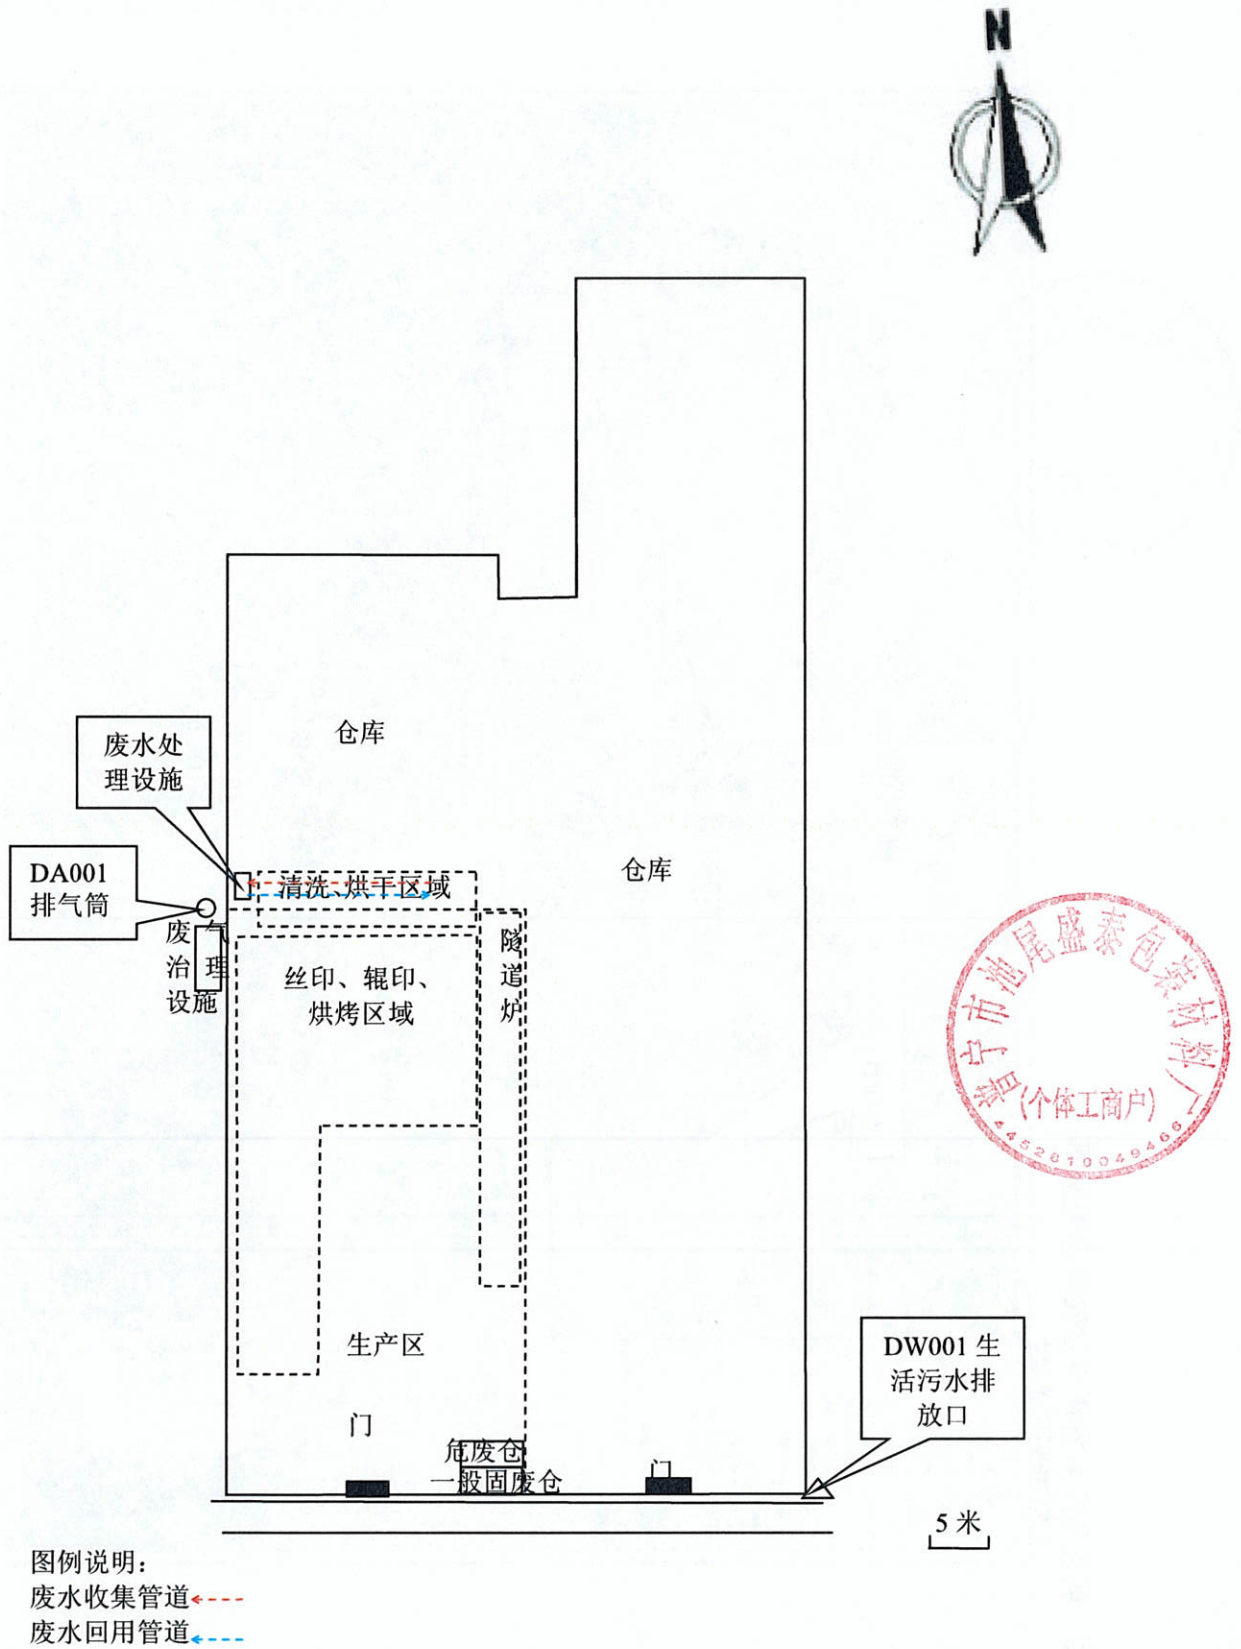 N
仓库
废水处
理设施
仓库
DA001
排气筒
清洗、烘干区域
废气
治理
设施
隧道炉
丝印、辊印、
烘烤区域
普宁市池尾盛泰包装材料厂
(个体工商户)
4452810049466
生产区
DW001 生
活污水排
放口
门
危废仓
门
一般固废仓
5 米
图例说明：
废水收集管道
废水回用管道